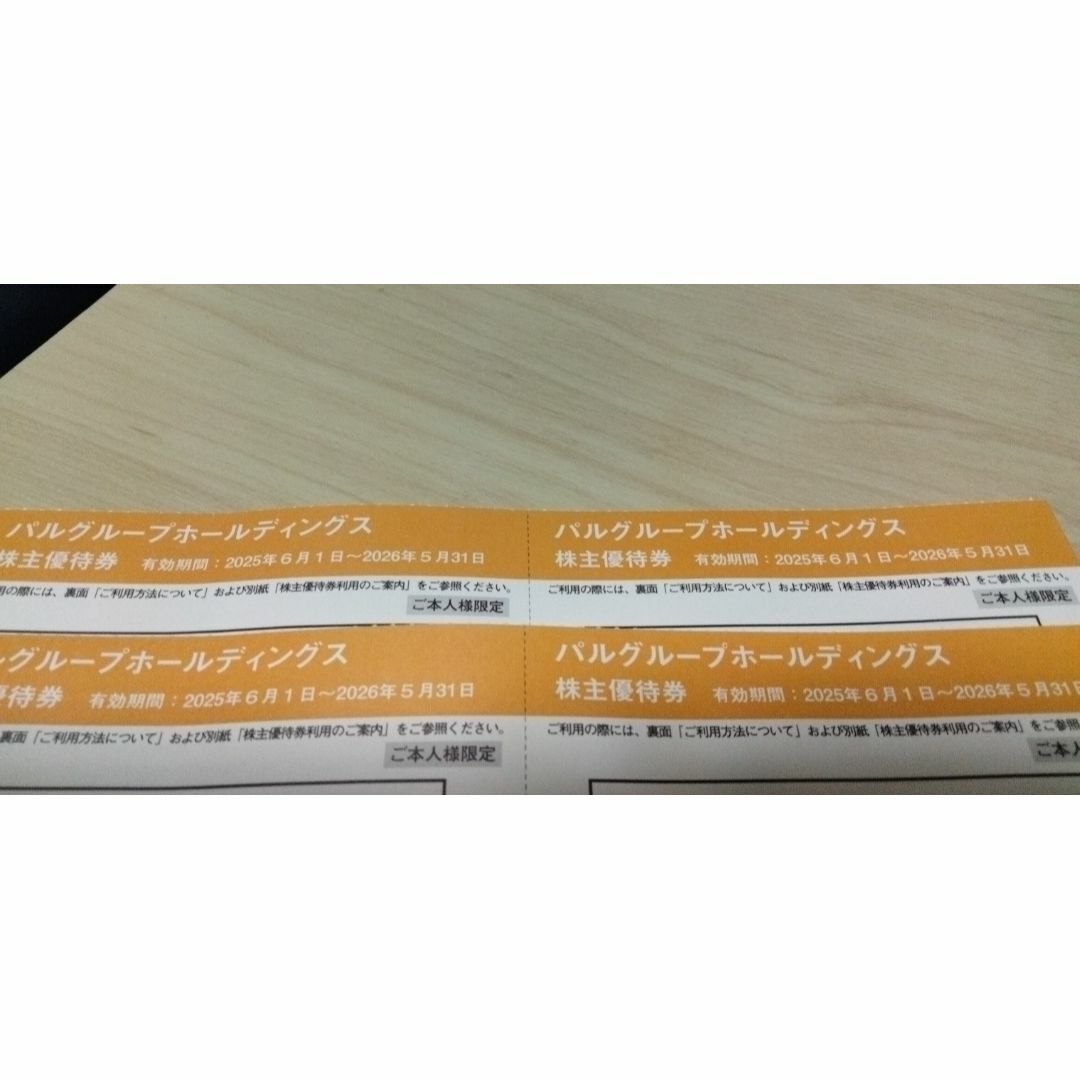 パルグループホールディングス
株主優待券 有効期間：2025年6月1日～2026年5月31日
用の際には、裏面「ご利用方法について」および別紙「株主優待券利用のご案内」をご参照ください。
ご本人様限定
パルグループホールディングス
株主優待券 有効期間：2025年6月1日～2026年5月31日
ご利用の際には、裏面「ご利用方法について」および別紙「株主優待券利用のご案内」をご参照ください。
ご本人様限定
グループホールディングス
待券 有効期間：2025年6月1日～2026年5月31日
裏面「ご利用方法について」および別紙「株主優待券利用のご案内」をご参照ください。
ご本人様限定
パルグループホールディングス
株主優待券 有効期間：2025年6月1日～2026年5月31日
ご利用の際には、裏面「ご利用方法について」および別紙「株主優待券利用のご案内」をご参照
ご本人